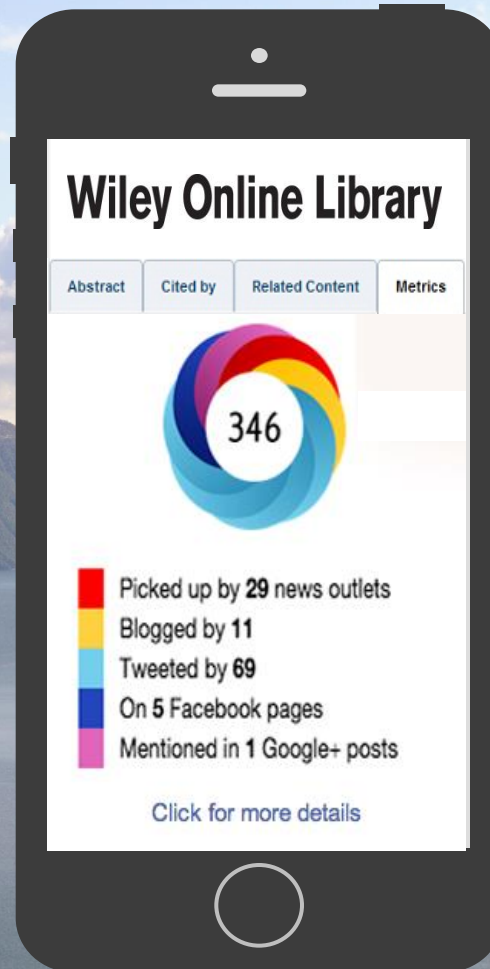 Wiley Online Library
Abstract Cited by Related Content Metrics
346
Picked up by 29 news outlets
Blogged by 11
Tweeted by 69
On 5 Facebook pages
Mentioned in 1 Google+ posts
Click for more details